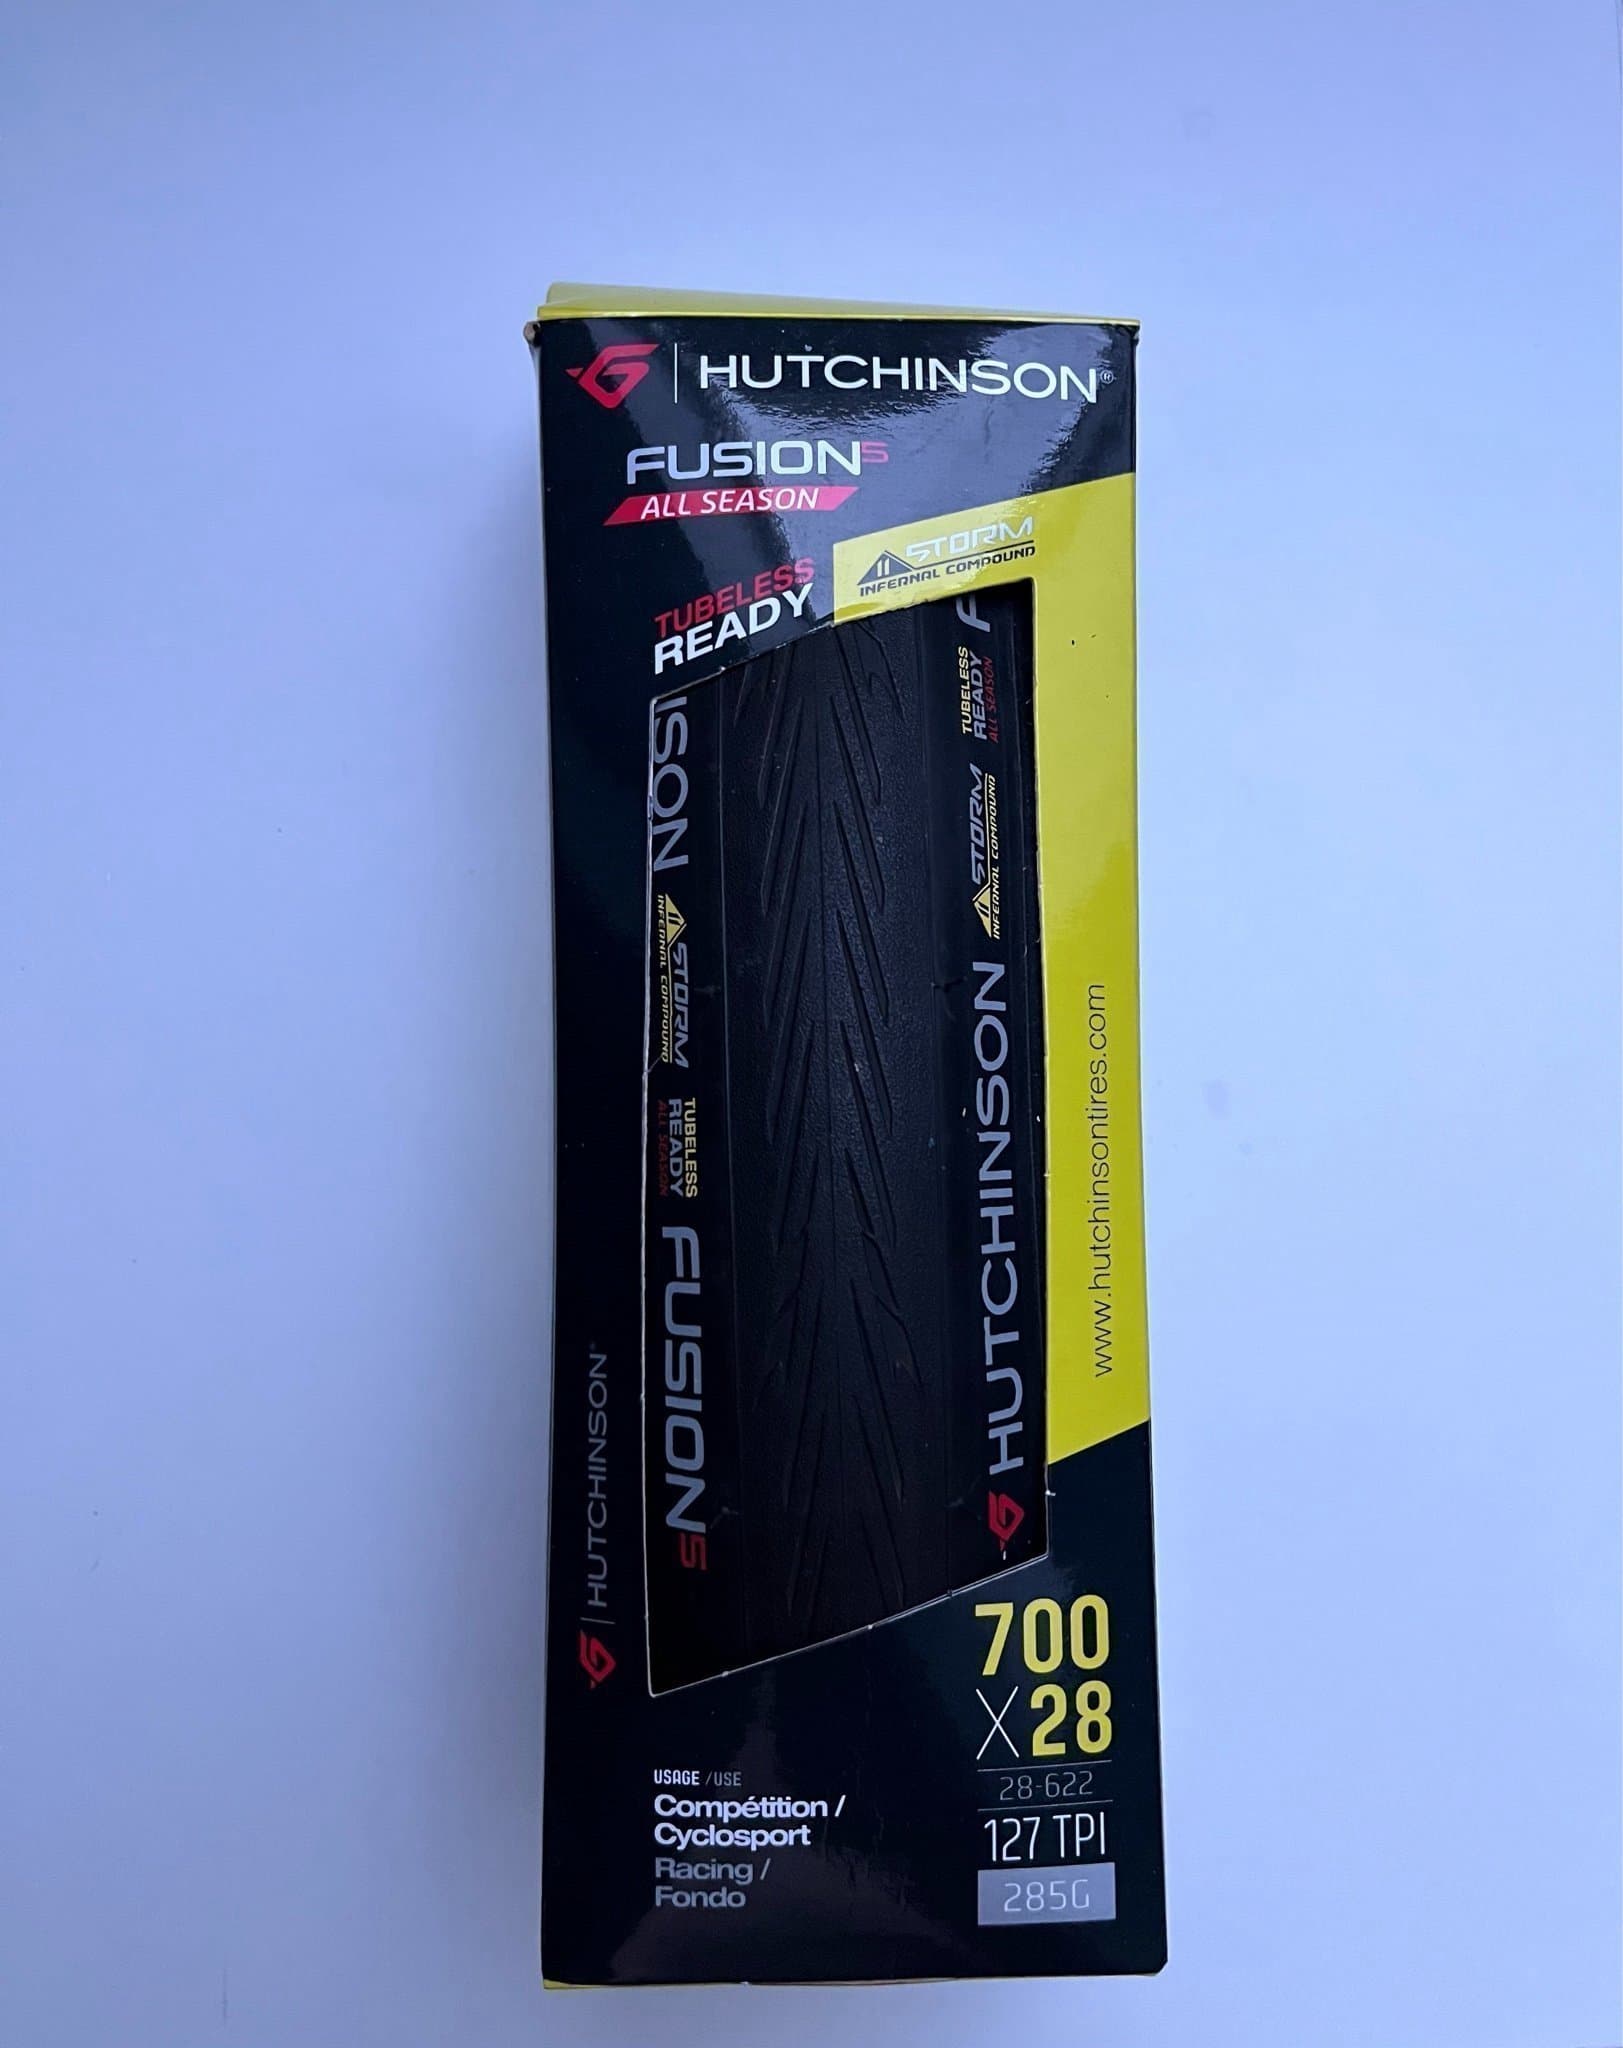 HUTCHINSON®
FUSION5
ALL SEASON
TUBELESS
READY
STORM
INFERNAL COMPOUND
ISON
STORM
INFERNAL COMPOUND
TUBELESS
READY
ALL SEASON
FUSION5
F
TUBELESS
READY
ALL SEASON
STORM
INFERNAL COMPOUND
HUTCHINSON
www.hutchinsontires.com
HUTCHINSON®
700
X28
28-622
127 TPI
285G
USAGE / USE
Compétition /
Cyclosport
Racing /
Fondo